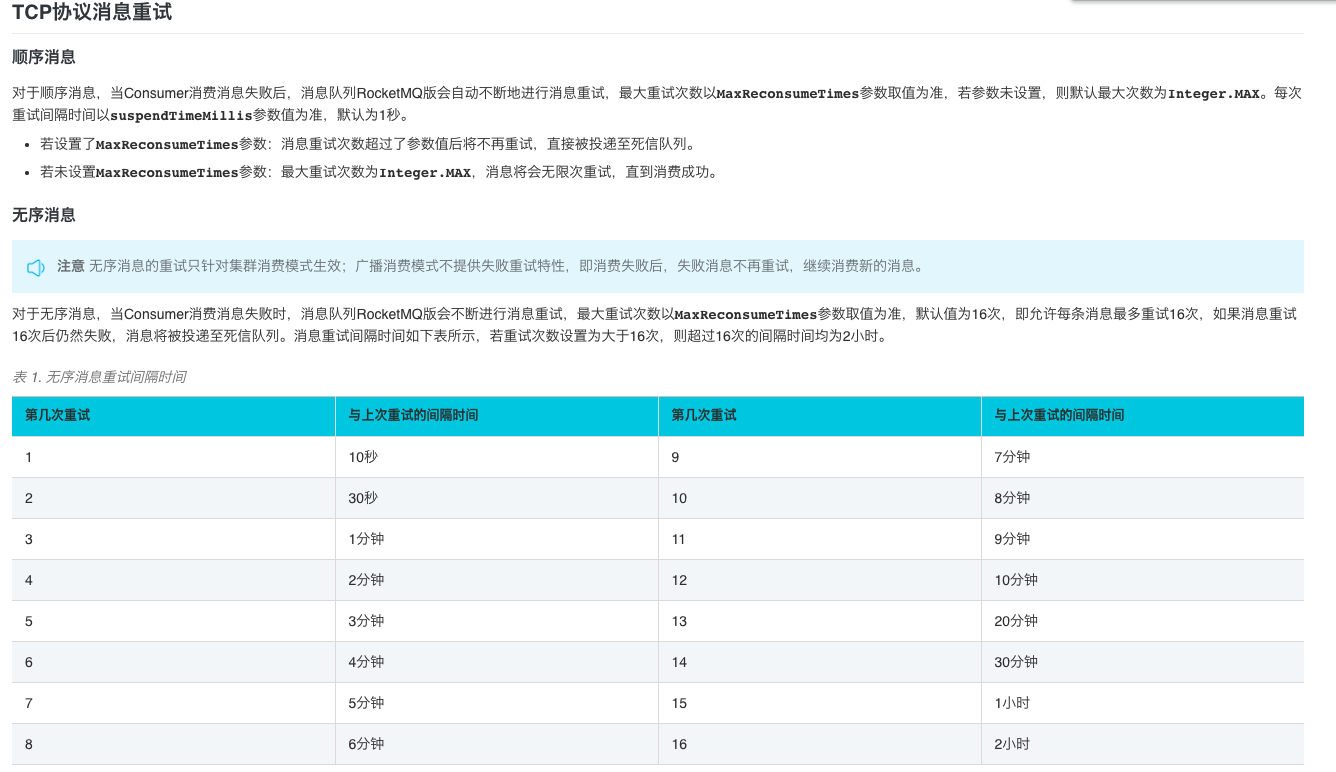 TCP协议消息重试
顺序消息
对于顺序消息，当Consumer消费消息失败后，消息队列RocketMQ版会自动不断地进行消息重试，最大重试次数以MaxReconsumeTimes参数取值为准，若参数未设置，则默认最大次数为Integer.MAX。每次
重试间隔时间以suspendTimeMillis参数值为准，默认为1秒。
• 若设置了MaxReconsumeTimes参数：消息重试次数超过了参数值后将不再重试，直接被投递至死信队列。
• 若未设置MaxReconsumeTimes参数：最大重试次数为Integer.MAX，消息将会无限次重试，直到消费成功。
无序消息
注意 无序消息的重试只针对集群消费模式生效；广播消费模式不提供失败重试特性，即消费失败后，失败消息不再重试，继续消费新的消息。
对于无序消息，当Consumer消费消息失败时，消息队列RocketMQ版会不断进行消息重试，最大重试次数以MaxReconsumeTimes参数取值为准，默认值为16次，即允许每条消息最多重试16次，如果消息重试
16次后仍然失败，消息将被投递至死信队列。消息重试间隔时间如下表所示，若重试次数设置为大于16次，则超过16次的间隔时间均为2小时。
表 1. 无序消息重试间隔时间
第几次重试 与上次重试的间隔时间 第几次重试 与上次重试的间隔时间
1 10秒 9 7分钟
2 30秒 10 8分钟
3 1分钟 11 9分钟
4 2分钟 12 10分钟
5 3分钟 13 20分钟
6 4分钟 14 30分钟
7 5分钟 15 1小时
8 6分钟 16 2小时